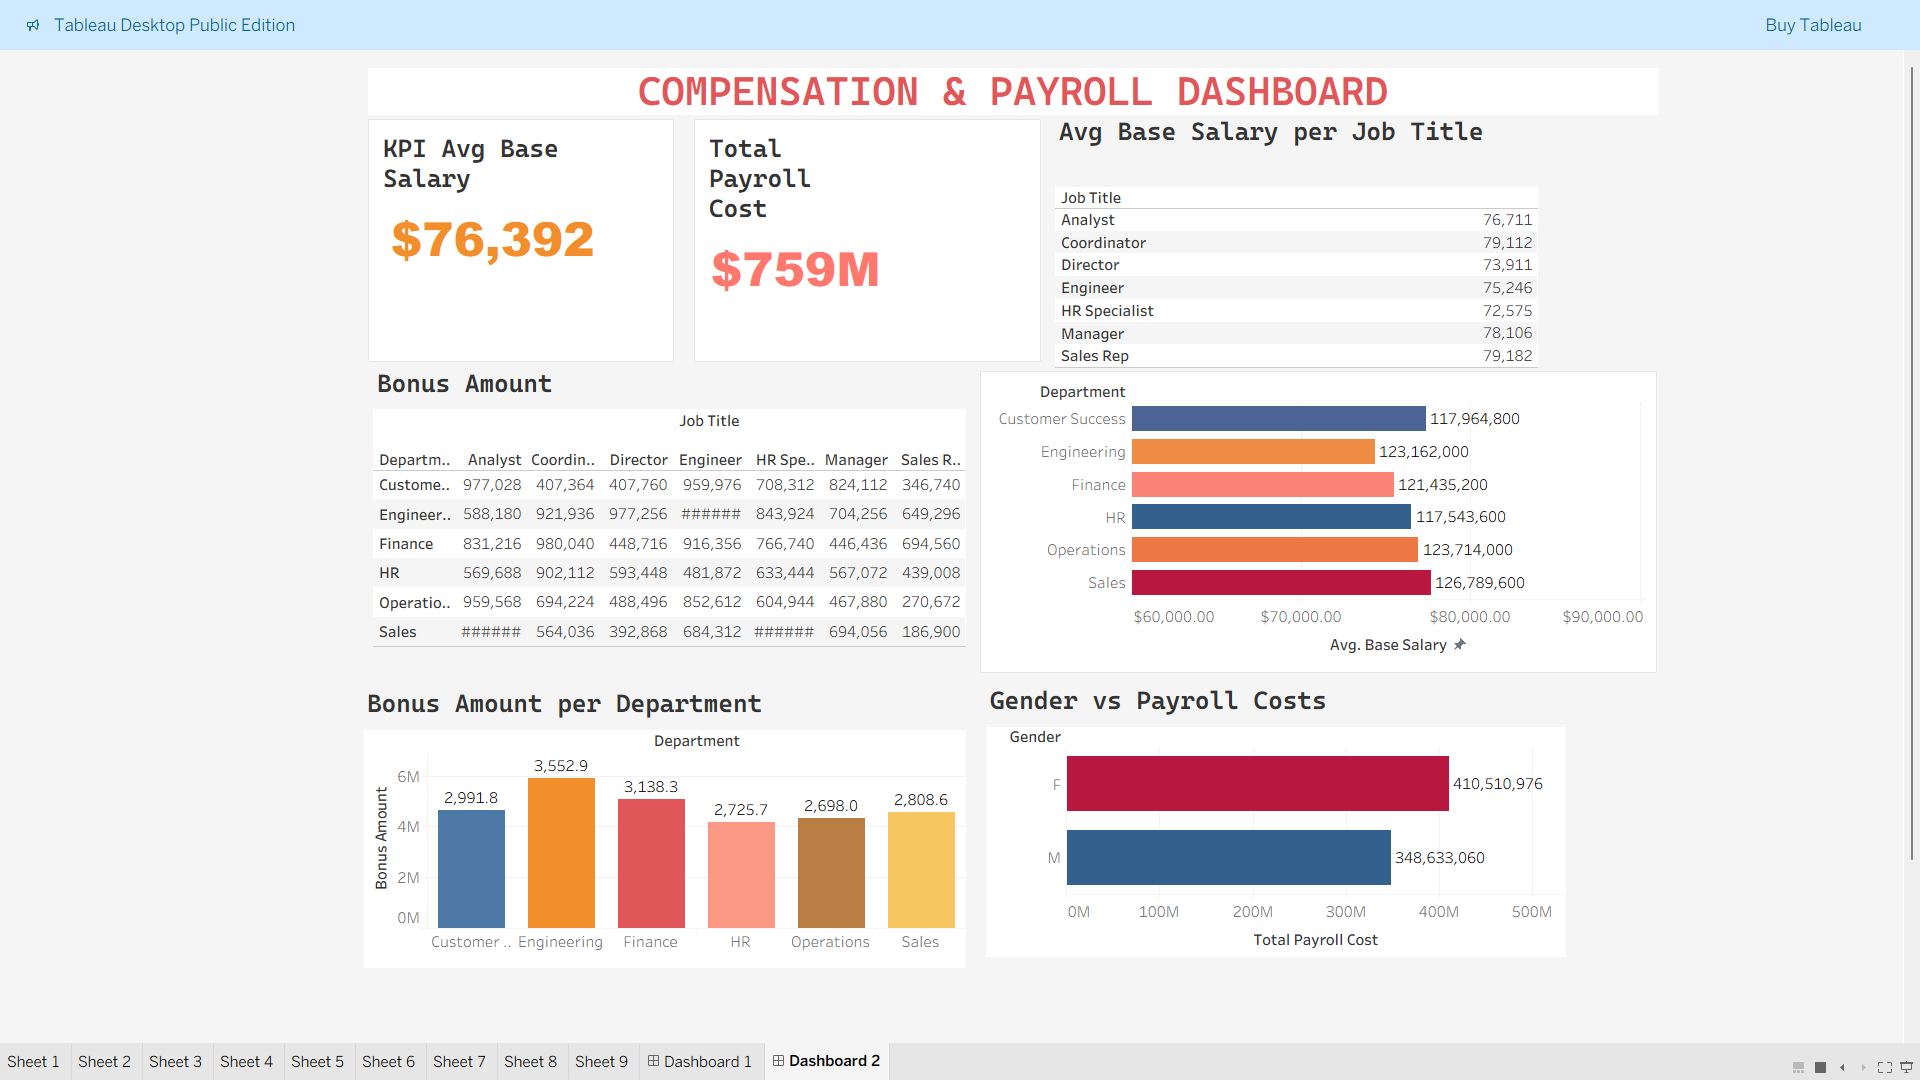 Tableau Desktop Public Edition
Buy Tableau
COMPENSATION & PAYROLL DASHBOARD
KPI Avg Base
Salary
$76,392
Total
Payroll
Cost
$759M
Avg Base Salary per Job Title
Job Title
Analyst 76,711
Coordinator 79,112
Director 73,911
Engineer 75,246
HR Specialist 72,575
Manager 78,106
Sales Rep 79,182
Bonus Amount
Job Title
Departm.. Analyst Coordin.. Director Engineer HR Spe.. Manager Sales R..
Custome.. 977,028 407,364 407,760 959,976 708,312 824,112 346,740
Engineer.. 588,180 921,936 977,256 ###### 843,924 704,256 649,296
Finance 831,216 980,040 448,716 916,356 766,740 446,436 694,560
HR 569,688 902,112 593,448 481,872 633,444 567,072 439,008
Operatio.. 959,568 694,224 488,496 852,612 604,944 467,880 270,672
Sales ###### 564,036 392,868 684,312 ###### 694,056 186,900
Department
Customer Success 117,964,800
Engineering 123,162,000
Finance 121,435,200
HR 117,543,600
Operations 123,714,000
Sales 126,789,600
$60,000.00 $70,000.00 $80,000.00 $90,000.00
Avg. Base Salary
Bonus Amount per Department
Department
Bonus Amount
6M
4M
2M
0M
2,991.8 3,552.9 3,138.3 2,725.7 2,698.0 2,808.6
Customer .. Engineering Finance HR Operations Sales
Gender vs Payroll Costs
Gender
F 410,510,976
M 348,633,060
0M 100M 200M 300M 400M 500M
Total Payroll Cost
Sheet 1 Sheet 2 Sheet 3 Sheet 4 Sheet 5 Sheet 6 Sheet 7 Sheet 8 Sheet 9 Dashboard 1 Dashboard 2